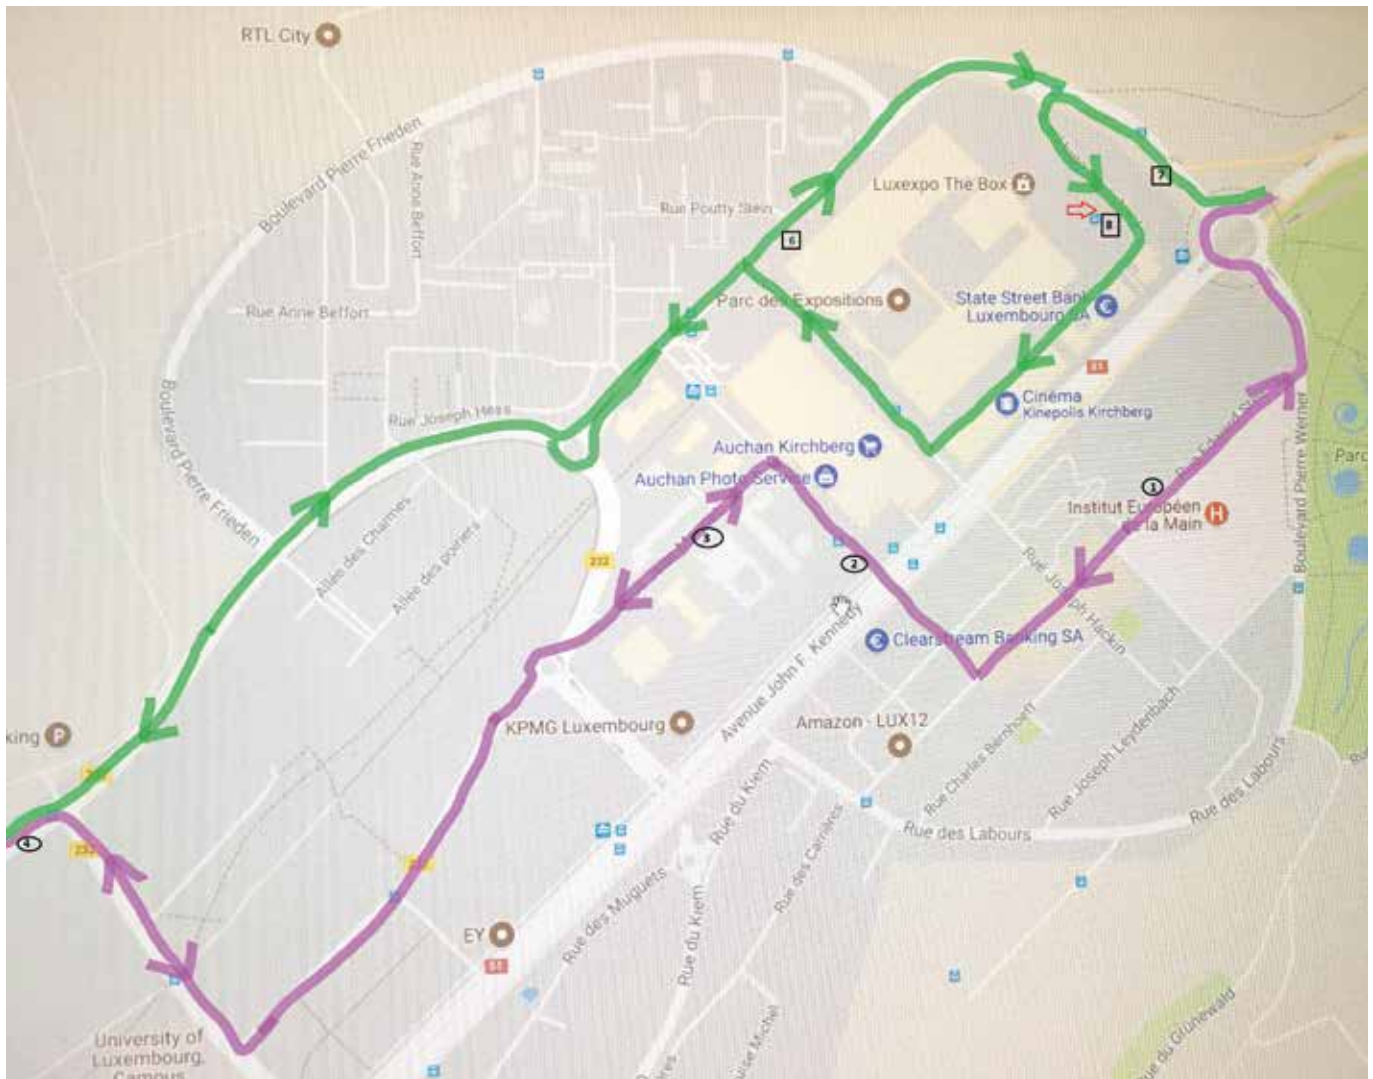 RTL City
Boulevard Pierre Frieden
Rue Anne Beffort
7
Luxexpo The Box
Rue Poutty Stein
8
6
State Street Bank
Luxembourg SA
Parc des Expositions
Rue Anne Beffort
51
Cinéma
Kinepolis Kirchberg
Boulevard Pierre Frieden
Rue Joseph Hess
Auchan Kirchberg
Auchan Photo Service
Boulevard Pierre Werner
Parc
1
Institut Européen
de la Main
H
Allée des Charmes
Allée des poiriers
232
3
2
Rue Joseph Hackin
Clearstream Banking SA
Avenue John F. Kennedy
KPMG Luxembourg
Amazon - LUX12
P
Rue Charles Bernhoeft
Rue Joseph Leydenbach
Rue des Labours
Rue des Labours
Rue du Kiem
Rue des Carrières
4
232
EY
51
Rue des Muguets
Rue du Kiem
University of
Luxembourg,
Campus